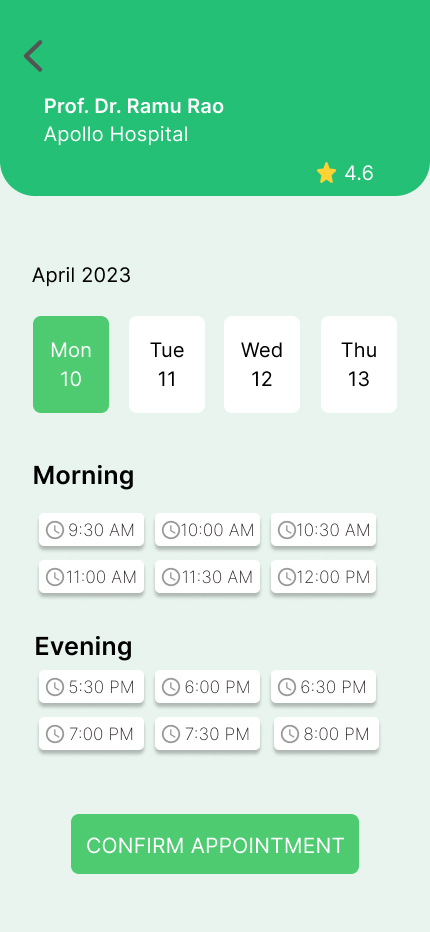 Prof. Dr. Ramu Rao
Apollo Hospital
4.6
April 2023
Mon Tue Wed Thu
10 11 12 13
Morning
9:30 AM 10:00 AM 10:30 AM
11:00 AM 11:30 AM 12:00 PM
Evening
5:30 PM 6:00 PM 6:30 PM
7:00 PM 7:30 PM 8:00 PM
CONFIRM APPOINTMENT